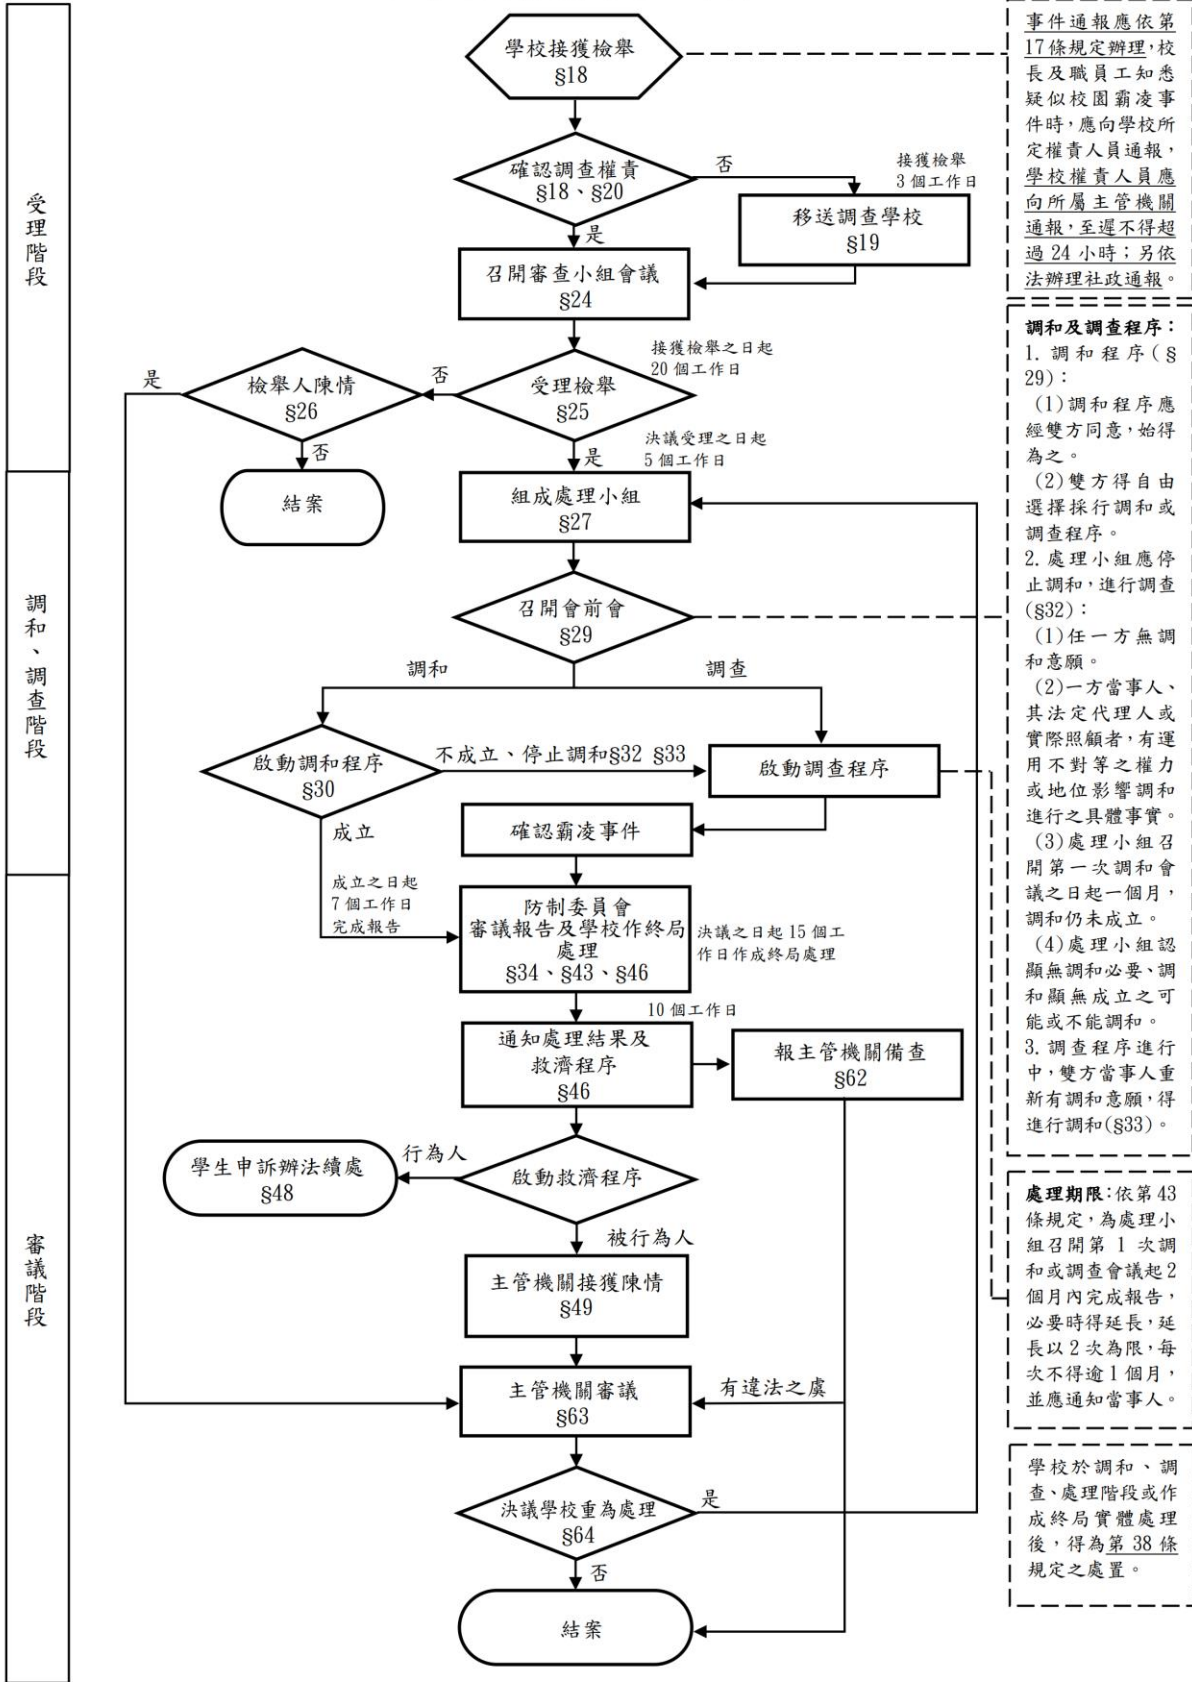 受理階段
調和、調查階段
審議階段
學校接獲檢舉
§18
確認調查權責
§18、§20
否
接獲檢舉
3 個工作日
移送調查學校
§19
是
召開審查小組會議
§24
接獲檢舉之日起
20 個工作日
受理檢舉
§25
否
檢舉人陳情
§26
是
否
結案
決議受理之日起
5 個工作日
是
組成處理小組
§27
召開會前會
§29
調和
調查
啟動調和程序
§30
不成立、停止調和§32 §33
啟動調查程序
成立
確認霸凌事件
成立之日起
7 個工作日
完成報告
防制委員會
審議報告及學校作終局
處理
§34、§43、§46
決議之日起 15 個工
作日作成終局處理
10 個工作日
通知處理結果及
救濟程序
§46
報主管機關備查
§62
啟動救濟程序
行為人
學生申訴辦法續處
§48
被行為人
主管機關接獲陳情
§49
主管機關審議
§63
有違法之虞
決議學校重為處理
§64
是
否
結案
事件通報應依第
17條規定辦理,校
長及職員工知悉
疑似校園霸凌事
件時,應向學校所
定權責人員通報,
學校權責人員應
向所屬主管機關
通報,至遲不得超
過 24 小時;另依
法辦理社政通報。
調和及調查程序:
1. 調和程序(§
29):
(1)調和程序應
經雙方同意,始得
為之。
(2)雙方得自由
選擇採行調和或
調查程序。
2. 處理小組應停
止調和,進行調查
(§32):
(1)任一方無調
和意願。
(2)一方當事人、
其法定代理人或
實際照顧者,有運
用不對等之權力
或地位影響調和
進行之具體事實。
(3)處理小組召
開第一次調和會
議之日起一個月,
調和仍未成立。
(4)處理小組認
顯無調和必要、調
和顯無成立之可
能或不能調和。
3. 調查程序進行
中,雙方當事人重
新有調和意願,得
進行調和(§33)。
處理期限:依第 43
條規定,為處理小
組召開第 1 次調
和或調查會議起2
個月內完成報告,
必要時得延長,延
長以2次為限,每
次不得逾1個月,
並應通知當事人。
學校於調和、調
查、處理階段或作
成終局實體處理
後,得為第 38 條
規定之處置。